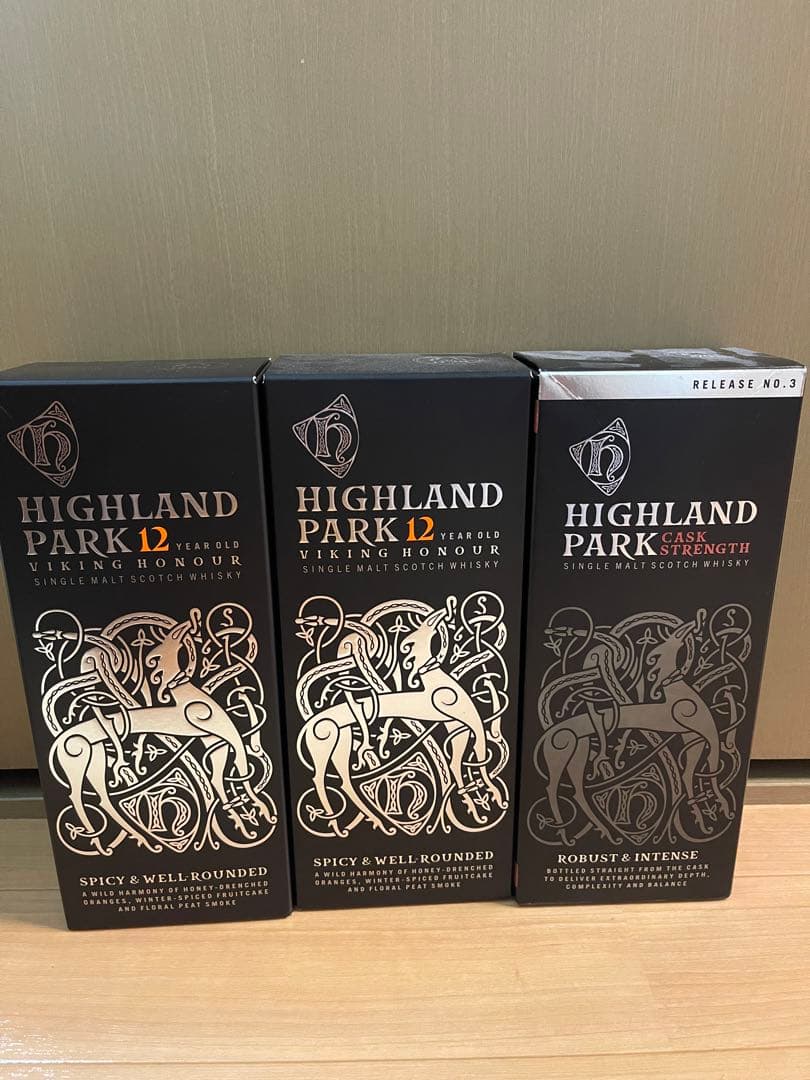 HIGHLAND
PARK 12 YEAR OLD
VIKING HONOUR
SINGLE MALT SCOTCH WHISKY
H
SPICY & WELL-ROUNDED
A WILD HARMONY OF HONEY-DRENCHED
ORANGES, WINTER-SPICED FRUITCAKE
AND FLORAL PEAT SMOKE
H
HIGHLAND
PARK 12 YEAR OLD
VIKING HONOUR
SINGLE MALT SCOTCH WHISKY
H
SPICY & WELL-ROUNDED
A WILD HARMONY OF HONEY-DRENCHED
ORANGES, WINTER-SPICED FRUITCAKE
AND FLORAL PEAT SMOKE
RELEASE NO.3
H
HIGHLAND
PARK CASK STRENGTH
SINGLE MALT SCOTCH WHISKY
H
ROBUST & INTENSE
BOTTLED STRAIGHT FROM THE CASK
TO DELIVER EXTRAORDINARY DEPTH,
COMPLEXITY AND BALANCE